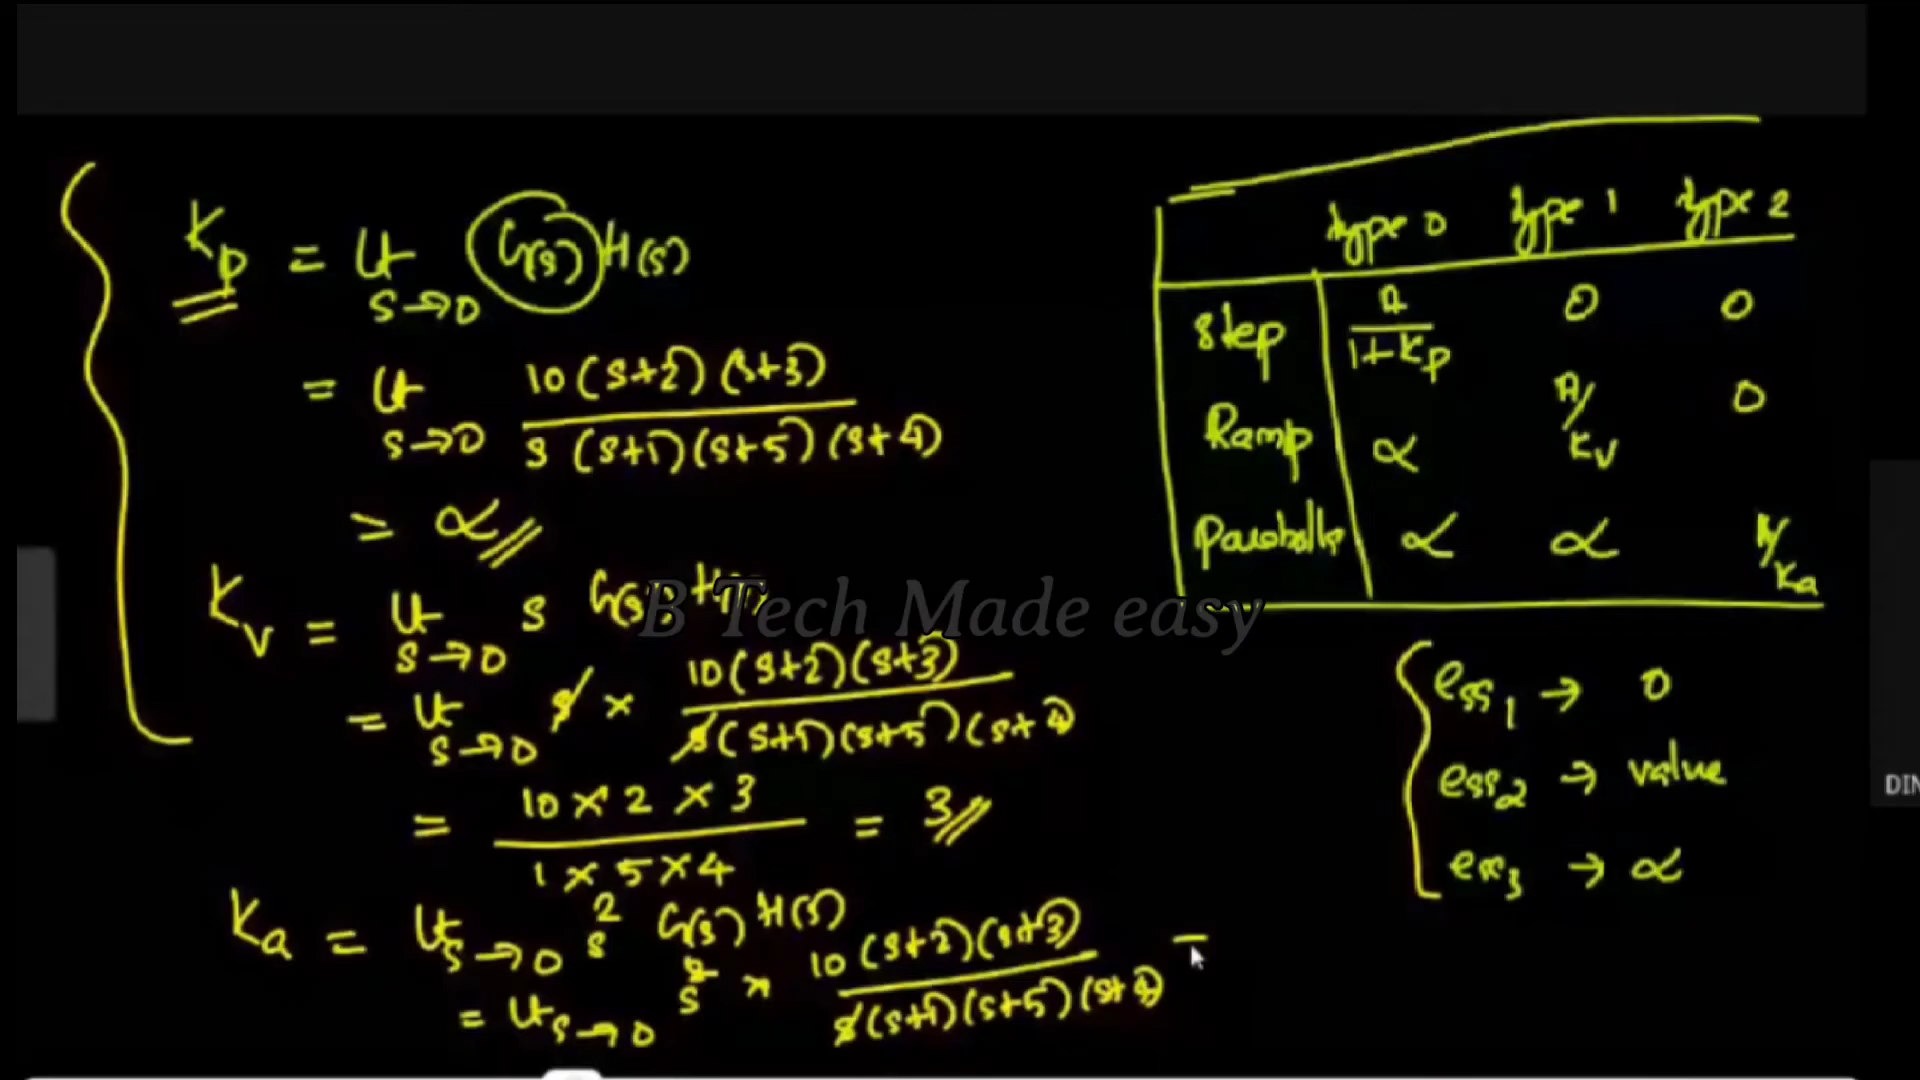 Kp = Lt s→0 G(s) H(s)
= Lt s→0 10(s+2)(s+3) / s(s+1)(s+5)(s+4)
= α
Kv = Lt s→0 s G(s) H(s)
= Lt s→0 s × 10(s+2)(s+3) / s(s+1)(s+5)(s+4)
= 10×2×3 / 1×5×4 = 3
Ka = Lt s→0 s² G(s) H(s)
= Lt s→0 s² × 10(s+2)(s+3) / s(s+1)(s+5)(s+4)
type 0 type 1 type 2
Step A/1+Kp 0 0
Ramp α A/Kv 0
α α A/Ka
ess1 → 0
ess2 → value
ess3 → α
B Tech Made easy
DIN